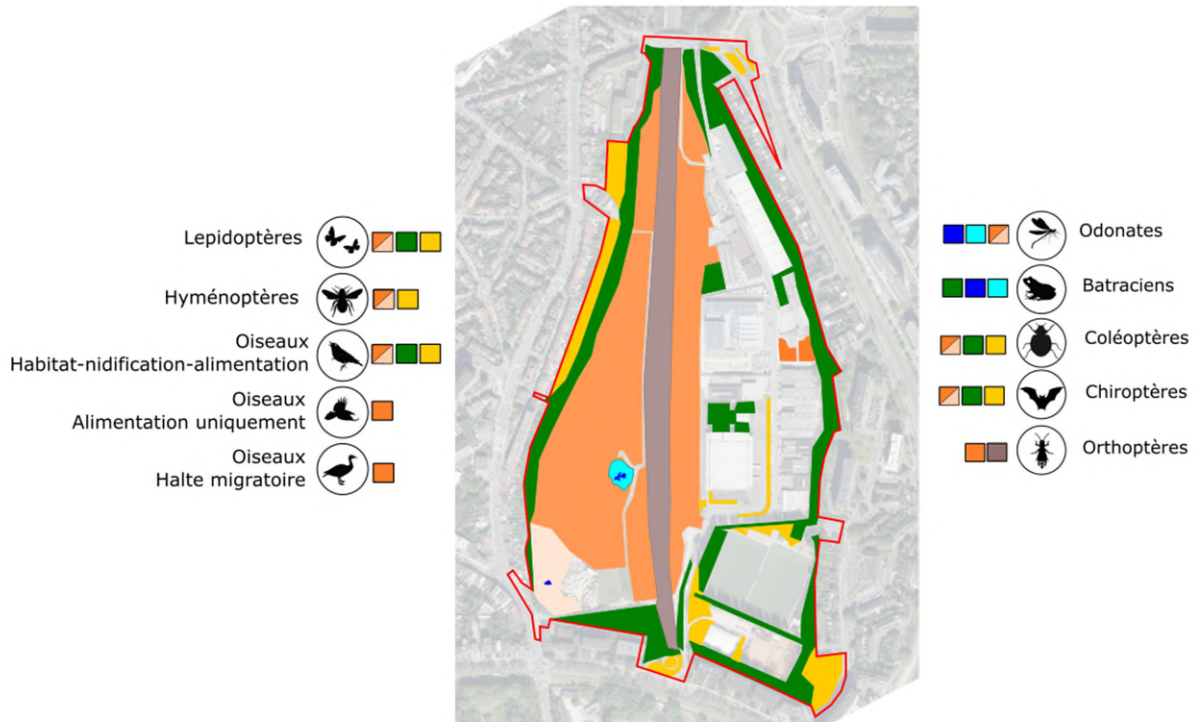 Lepidoptères
Hyménoptères
Oiseaux
Habitat-nidification-alimentation
Oiseaux
Alimentation uniquement
Oiseaux
Halte migratoire
Odonates
Batraciens
Coléoptères
Chiroptères
Orthoptères